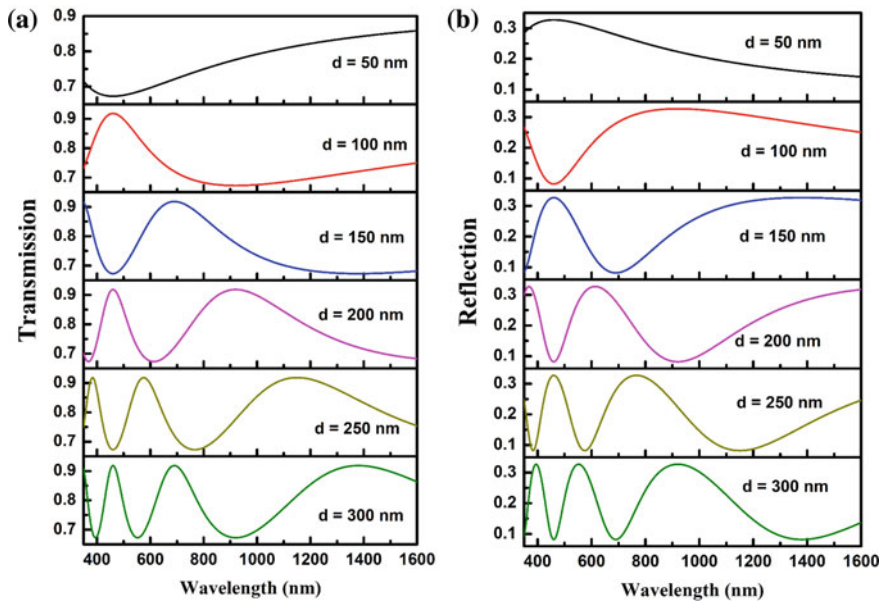 (a)
0.9
0.8
0.7
d = 50 nm
0.9
0.8
0.7
d = 100 nm
0.9
0.8
0.7
d = 150 nm
0.9
0.8
0.7
d = 200 nm
0.9
0.8
0.7
d = 250 nm
0.9
0.8
0.7
d = 300 nm
400 600 800 1000 1200 1400 1600
Transmission
Wavelength (nm)
(b)
0.3
0.2
0.1
d = 50 nm
0.3
0.2
0.1
d = 100 nm
0.3
0.2
0.1
d = 150 nm
0.3
0.2
0.1
d = 200 nm
0.3
0.2
0.1
d = 250 nm
0.3
0.2
0.1
d = 300 nm
400 600 800 1000 1200 1400 1600
Reflection
Wavelength (nm)